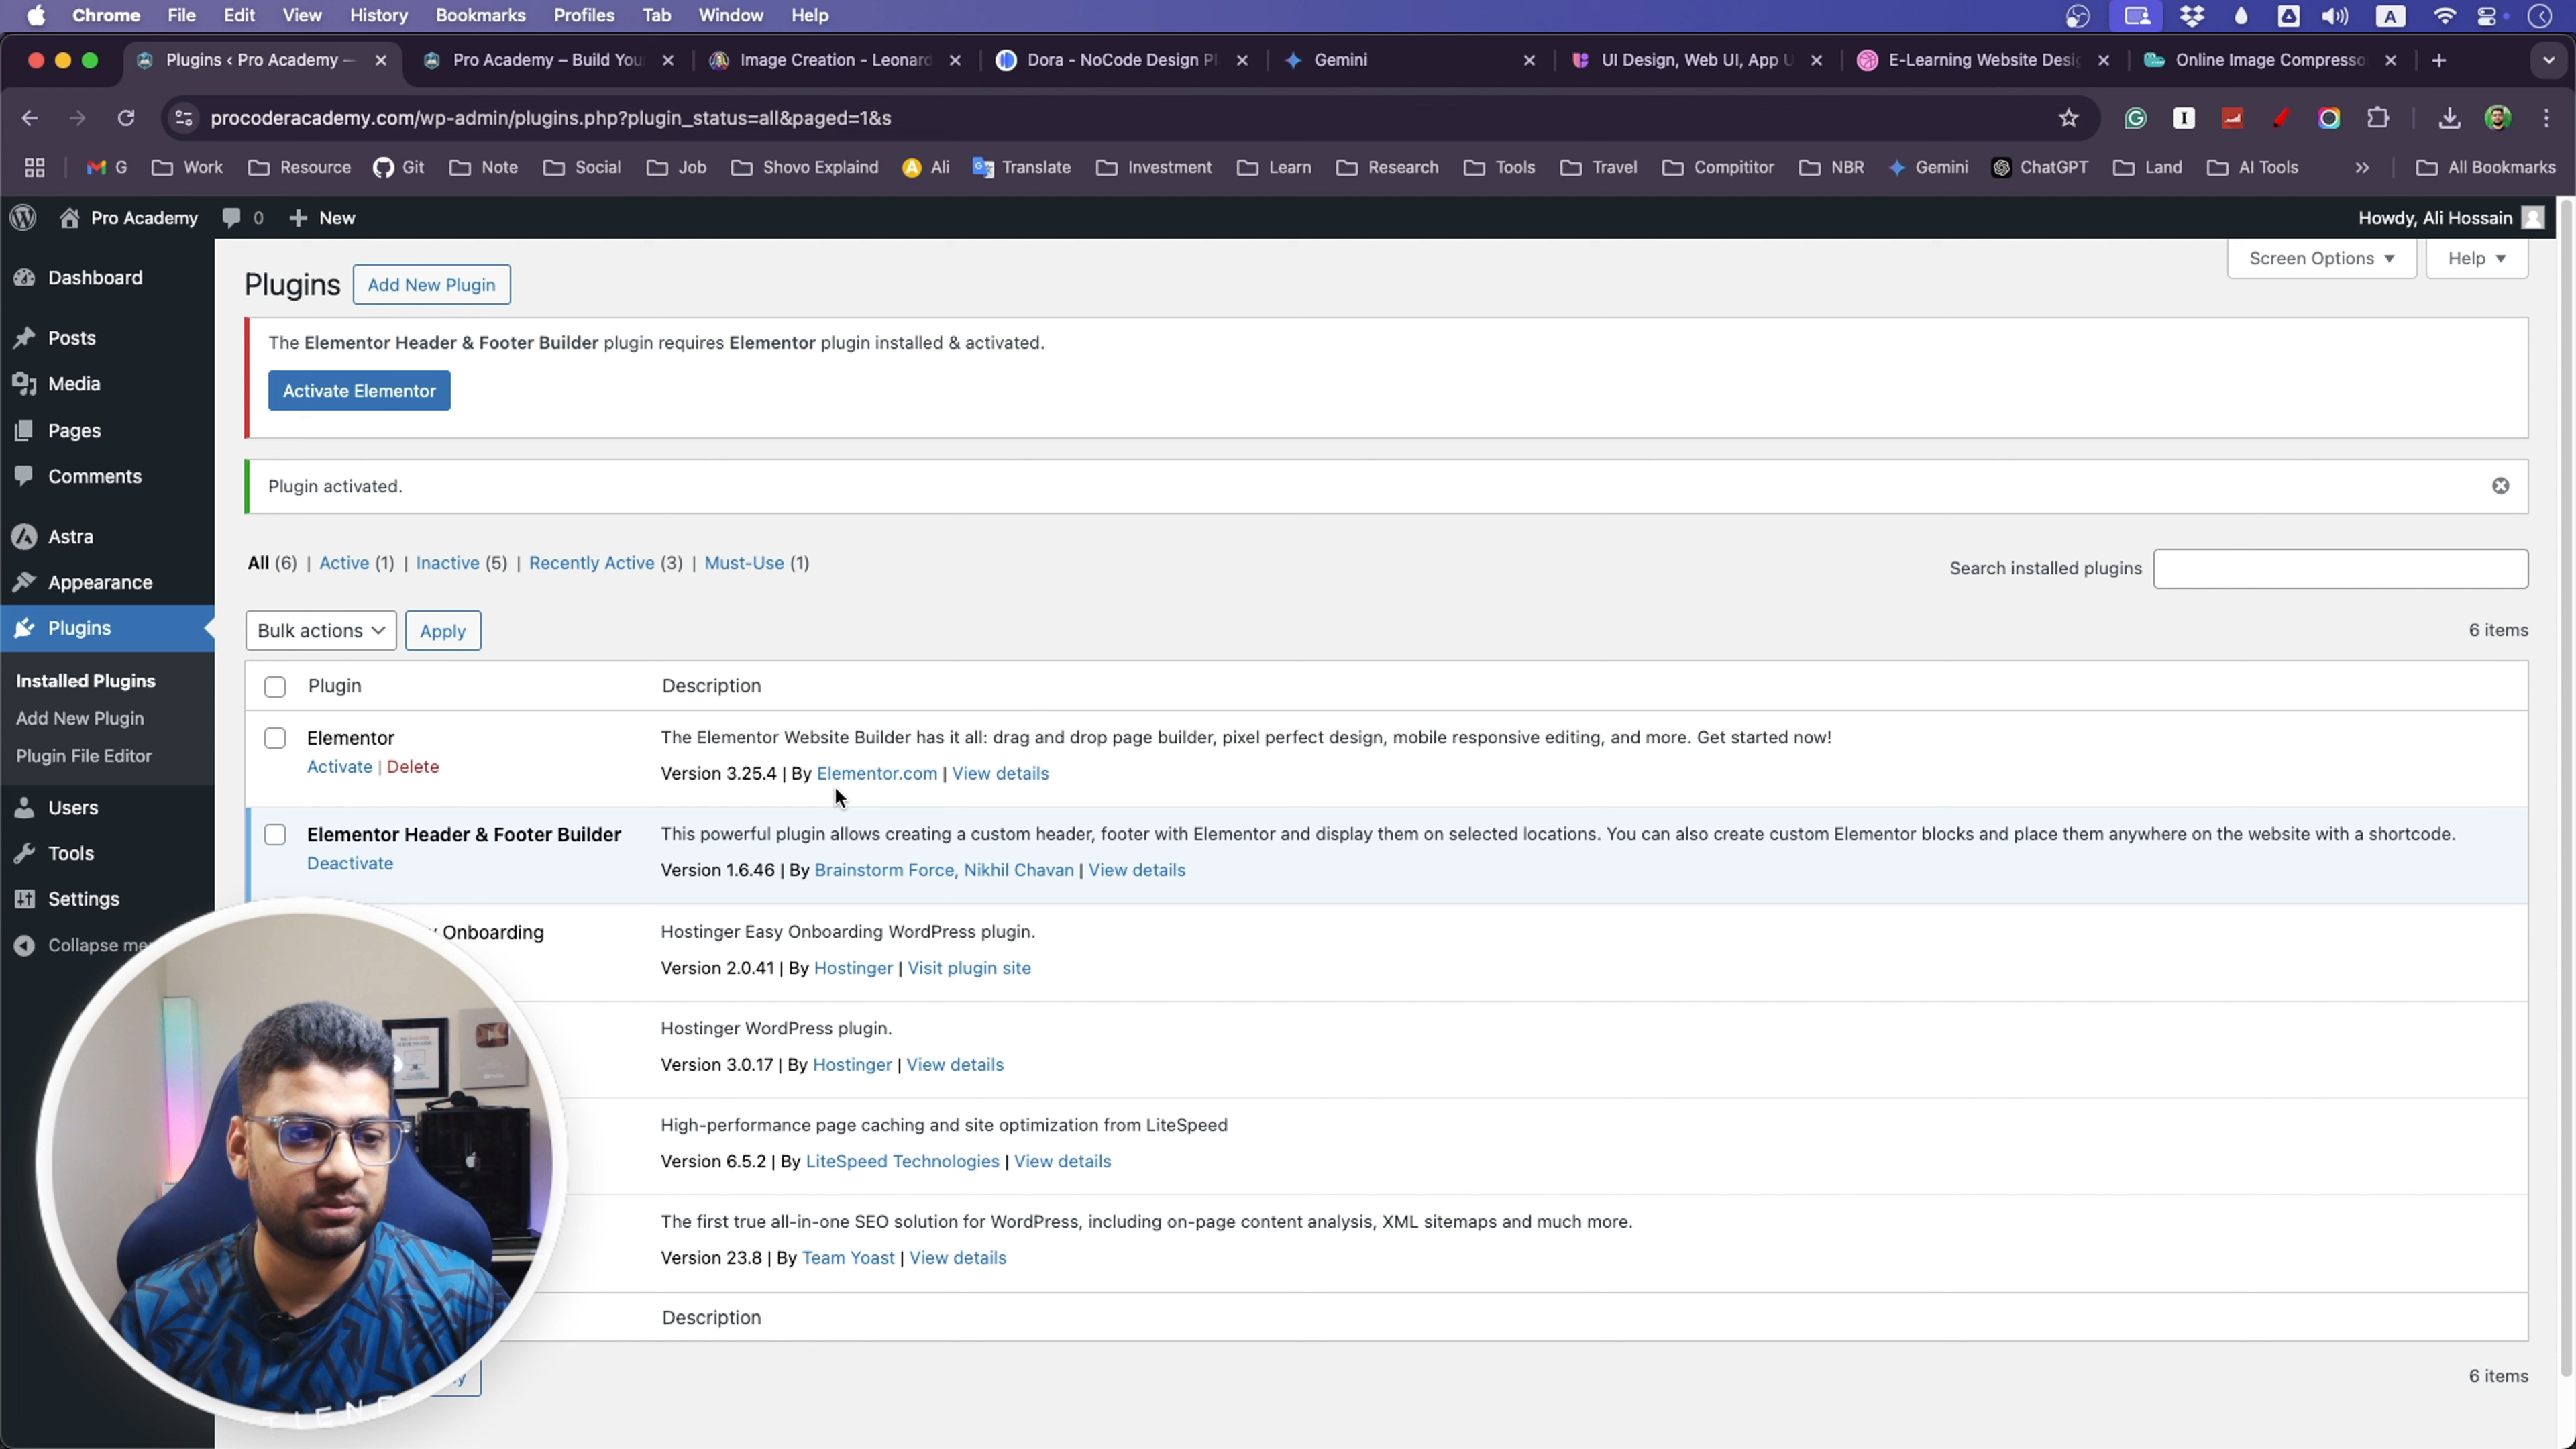 Chrome File Edit View History Bookmarks Profiles Tab Window Help
A
Plugins ‹ Pro Academy —
Pro Academy – Build You
Image Creation - Leonard
Dora - NoCode Design Pl
Gemini
UI Design, Web UI, App U
E-Learning Website Desi
Online Image Compresso
procoderacademy.com/wp-admin/plugins.php?plugin_status=all&paged=1&s
G Work Resource Git Note Social Job Shovo Explaind Ali Translate Investment Learn Research Tools Travel Compititor NBR Gemini ChatGPT Land AI Tools » All Bookmarks
Pro Academy 0 + New
Howdy, Ali Hossain
Dashboard
Posts
Media
Pages
Comments
Astra
Appearance
Plugins
Installed Plugins
Add New Plugin
Plugin File Editor
Users
Tools
Settings
Collapse me
Screen Options Help
Plugins Add New Plugin
The Elementor Header & Footer Builder plugin requires Elementor plugin installed & activated.
Activate Elementor
Plugin activated.
All (6) | Active (1) | Inactive (5) | Recently Active (3) | Must-Use (1)
Search installed plugins
Bulk actions Apply
6 items
Plugin Description
Elementor
Activate | Delete
The Elementor Website Builder has it all: drag and drop page builder, pixel perfect design, mobile responsive editing, and more. Get started now!
Version 3.25.4 | By Elementor.com | View details
Elementor Header & Footer Builder
Deactivate
This powerful plugin allows creating a custom header, footer with Elementor and display them on selected locations. You can also create custom Elementor blocks and place them anywhere on the website with a shortcode.
Version 1.6.46 | By Brainstorm Force, Nikhil Chavan | View details
Onboarding
Hostinger Easy Onboarding WordPress plugin.
Version 2.0.41 | By Hostinger | Visit plugin site
Hostinger WordPress plugin.
Version 3.0.17 | By Hostinger | View details
High-performance page caching and site optimization from LiteSpeed
Version 6.5.2 | By LiteSpeed Technologies | View details
The first true all-in-one SEO solution for WordPress, including on-page content analysis, XML sitemaps and much more.
Version 23.8 | By Team Yoast | View details
Description
6 items